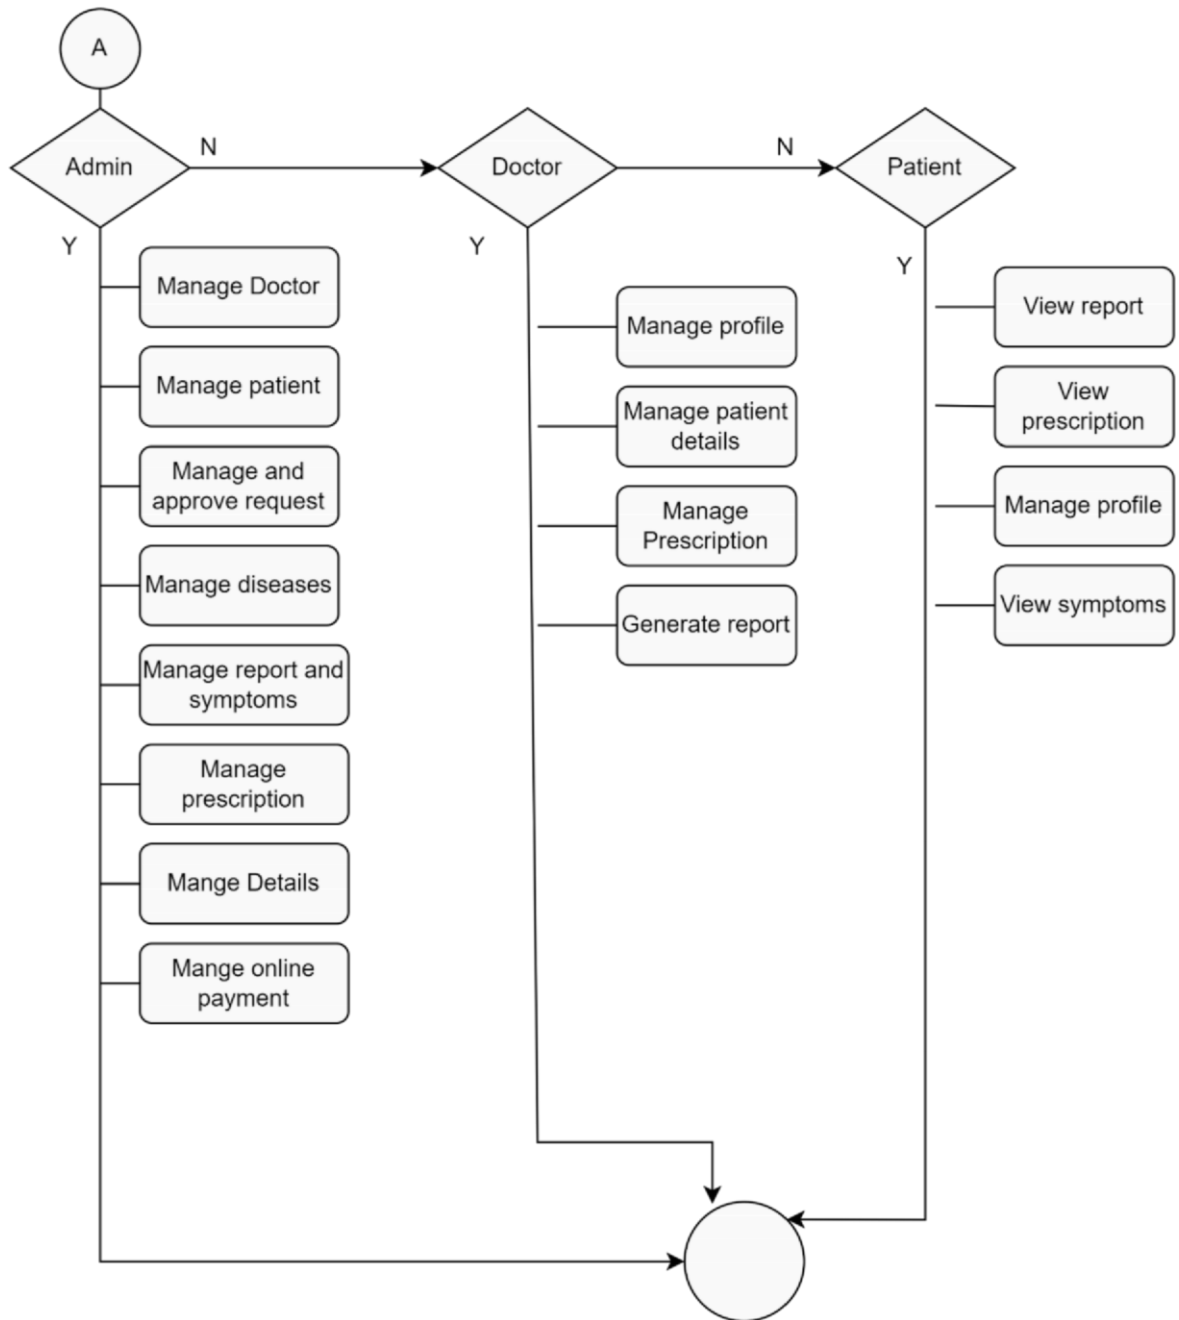 A
Admin
N
Doctor
N
Patient
Y
Manage Doctor
Manage patient
Manage and
approve request
Manage diseases
Manage report and
symptoms
Manage
prescription
Mange Details
Mange online
payment
Y
Manage profile
Manage patient
details
Manage
Prescription
Generate report
Y
View report
View
prescription
Manage profile
View symptoms